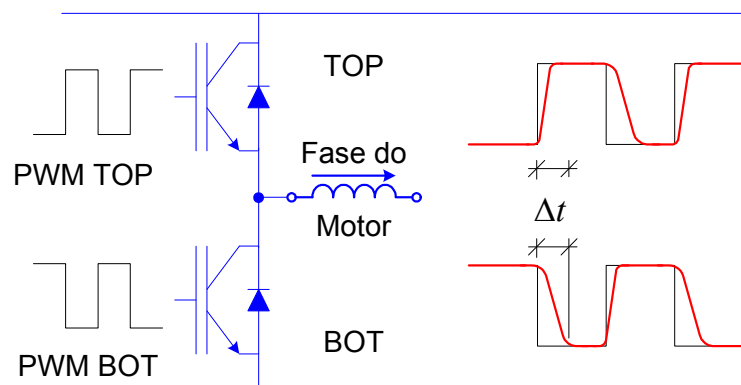 TOP
PWM TOP
Fase do
Motor
Δt
PWM BOT
BOT